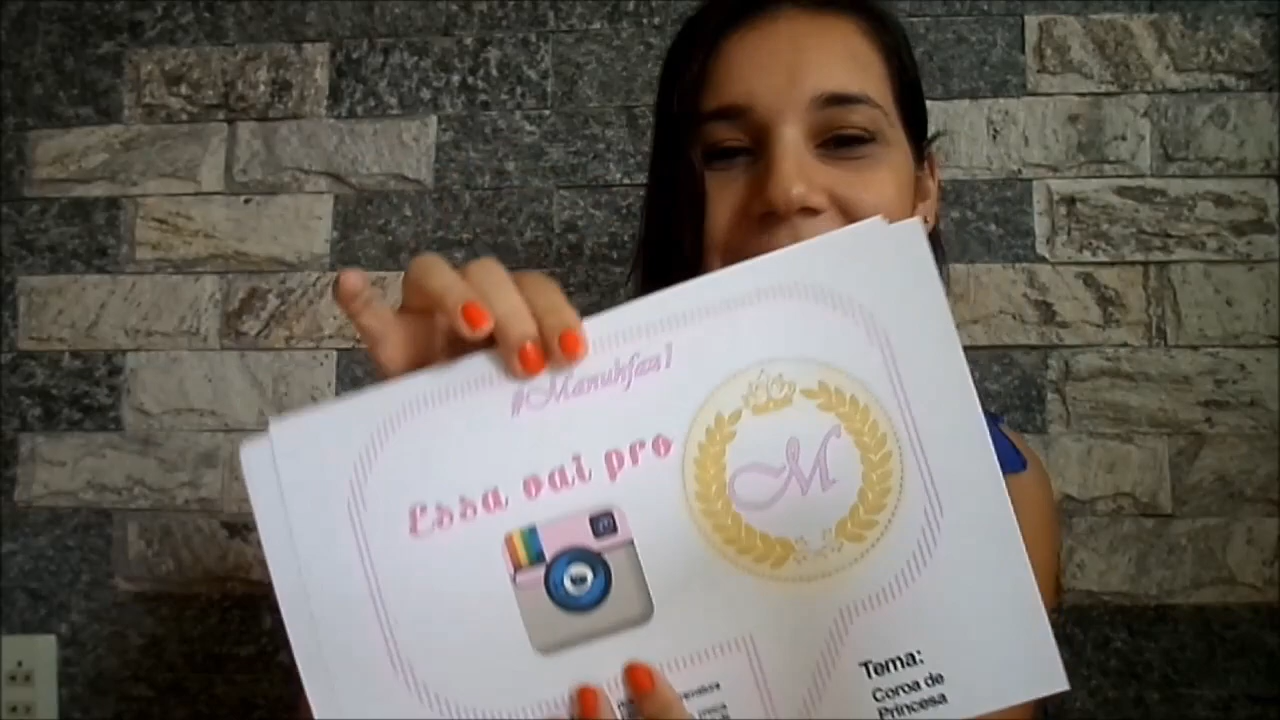 #Manuhfaz1
Essa vai pro
M
Tema:
Coroa de
Princesa